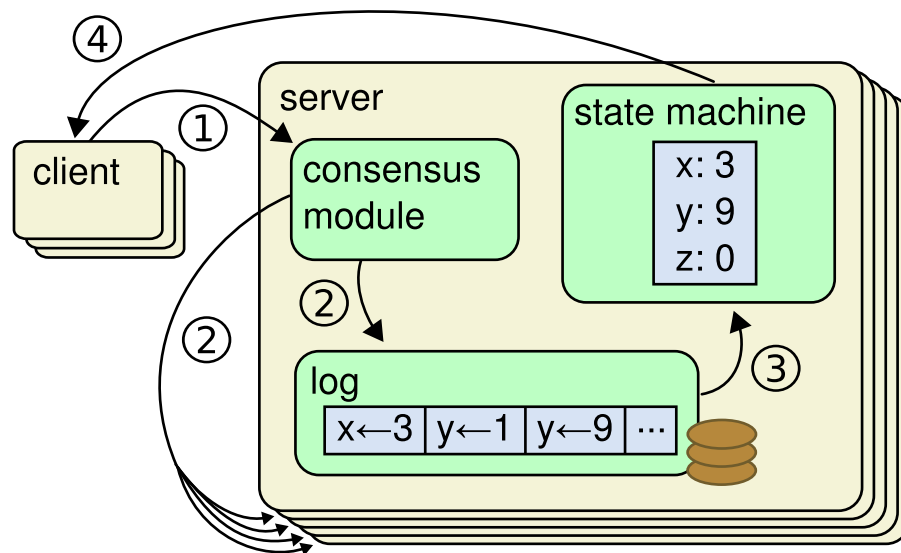 ④
①
server
state machine
client
consensus
module
x: 3
y: 9
z: 0
②
②
③
log
x←3 y←1 y←9 ...